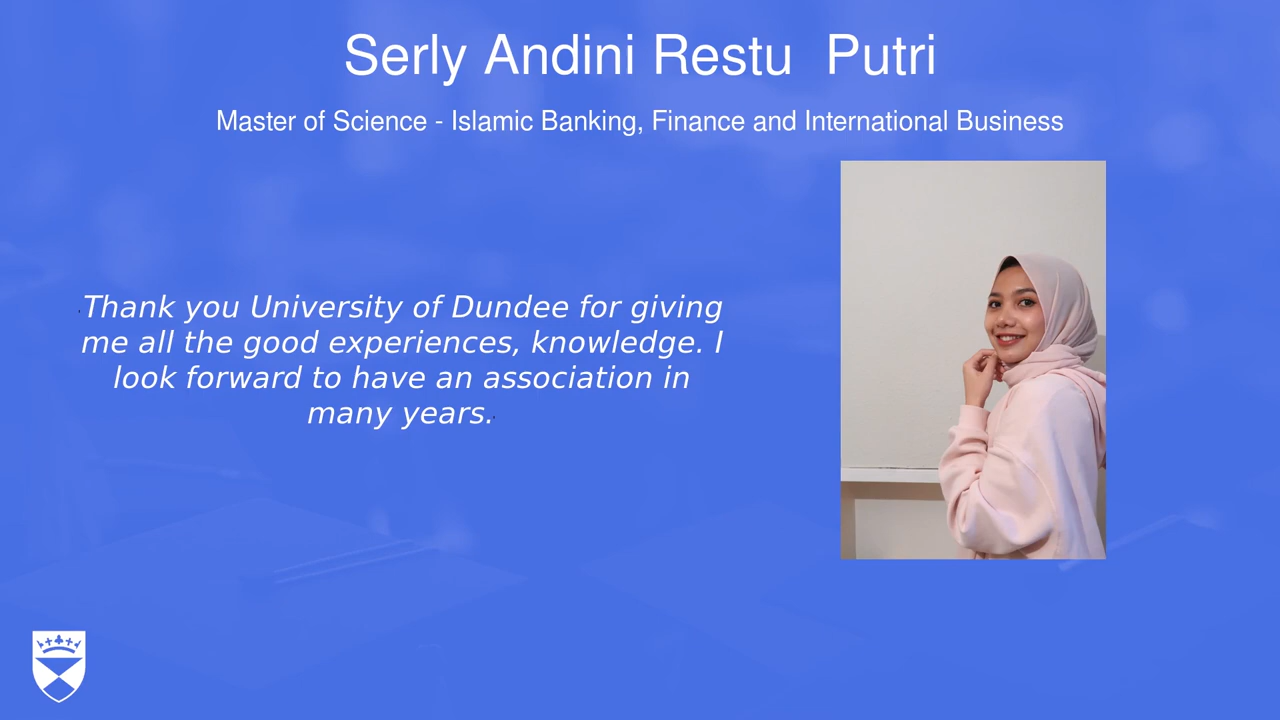 Serly Andini Restu  Putri
Master of Science - Islamic Banking, Finance and International Business
Thank you University of Dundee for giving
me all the good experiences, knowledge. I
look forward to have an association in
many years.